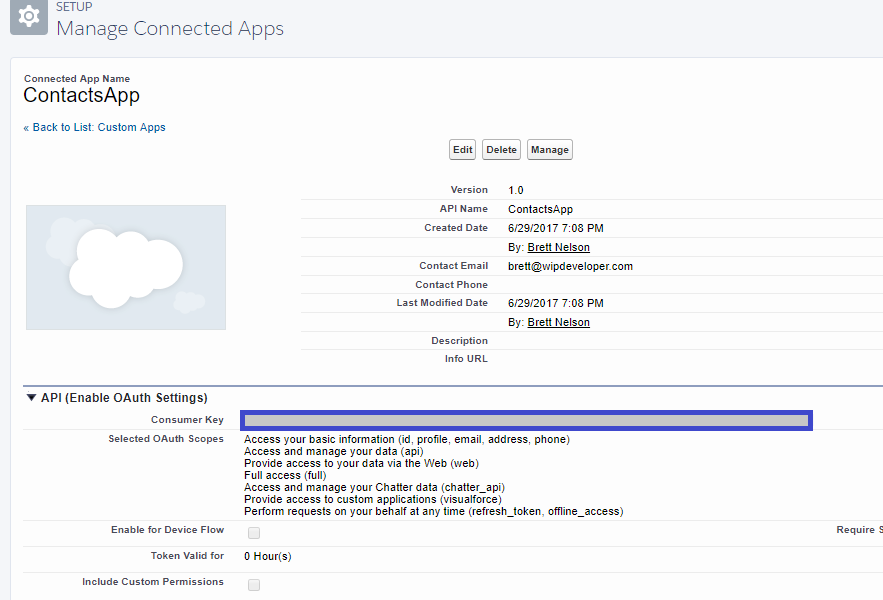 SETUP
Manage Connected Apps
Connected App Name
ContactsApp
« Back to List: Custom Apps
Edit Delete Manage
Version 1.0
API Name ContactsApp
Created Date 6/29/2017 7:08 PM
By: Brett Nelson
Contact Email brett@wipdeveloper.com
Contact Phone
Last Modified Date 6/29/2017 7:08 PM
By: Brett Nelson
Description
Info URL
API (Enable OAuth Settings)
Consumer Key
Selected OAuth Scopes Access your basic information (id, profile, email, address, phone)
Access and manage your data (api)
Provide access to your data via the Web (web)
Full access (full)
Access and manage your Chatter data (chatter_api)
Provide access to custom applications (visualforce)
Perform requests on your behalf at any time (refresh_token, offline_access)
Enable for Device Flow Require S
Token Valid for 0 Hour(s)
Include Custom Permissions